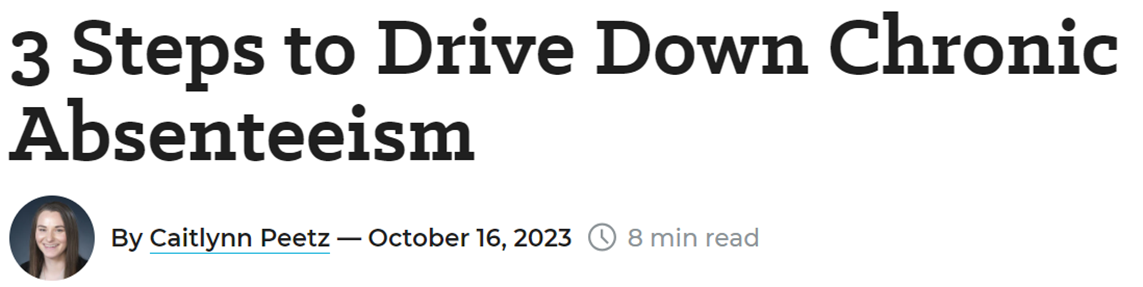 3 Steps to Drive Down Chronic
Absenteeism
By Caitlynn Peetz — October 16, 2023 8 min read